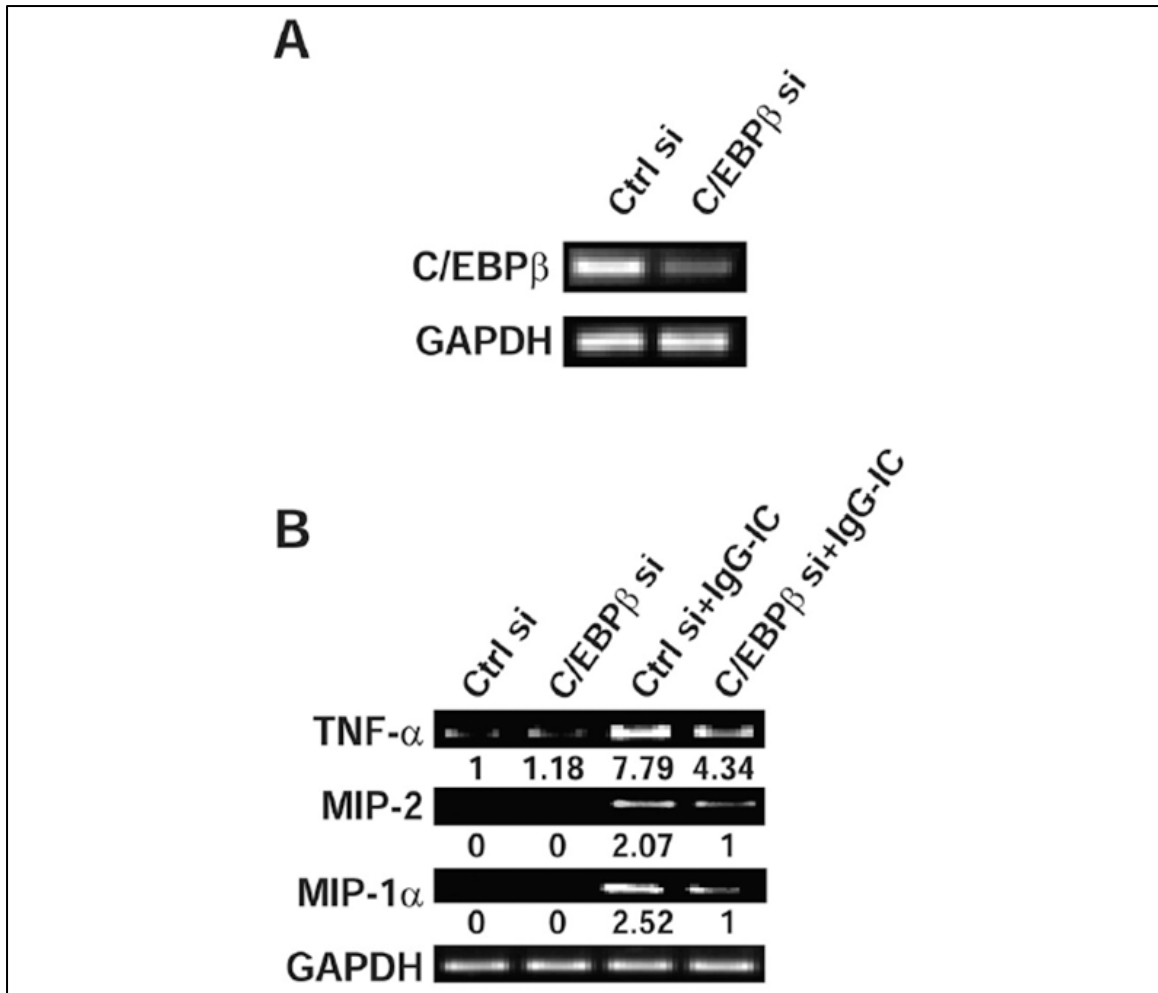 A
Ctrl si
C/EBPβ si
C/EBPβ
GAPDH
B
Ctrl si
C/EBPβ si
Ctrl si+IgG-IC
C/EBPβ si+IgG-IC
TNF-α
1 1.18 7.79 4.34
MIP-2
0 0 2.07 1
MIP-1α
0 0 2.52 1
GAPDH